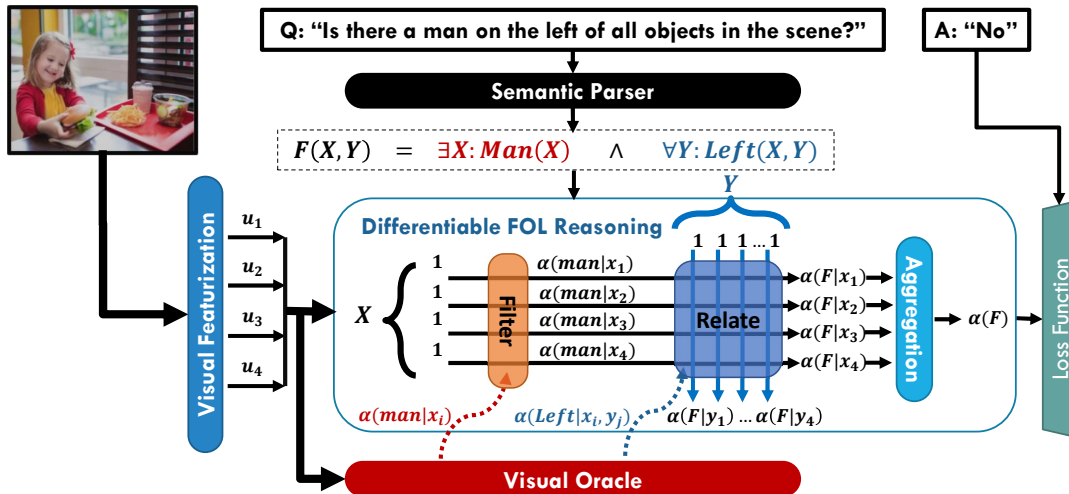 Q: “Is there a man on the left of all objects in the scene?”
A: “No”
Semantic Parser
F(X,Y) = ∃X:Man(X) ∧ ∀Y:Left(X,Y)
Y
Differentiable FOL Reasoning
Visual Featurization
u₁
u₂
u₃
u₄
1 1 1 ... 1
X
1
1
1
1
Filter
α(man|x₁)
α(man|x₂)
α(man|x₃)
α(man|x₄)
Relate
α(F|x₁)
α(F|x₂)
α(F|x₃)
α(F|x₄)
Aggregation
α(F)
Loss Function
α(man|xᵢ)
α(Left|xᵢ, yⱼ)
α(F|y₁) ... α(F|y₄)
Visual Oracle